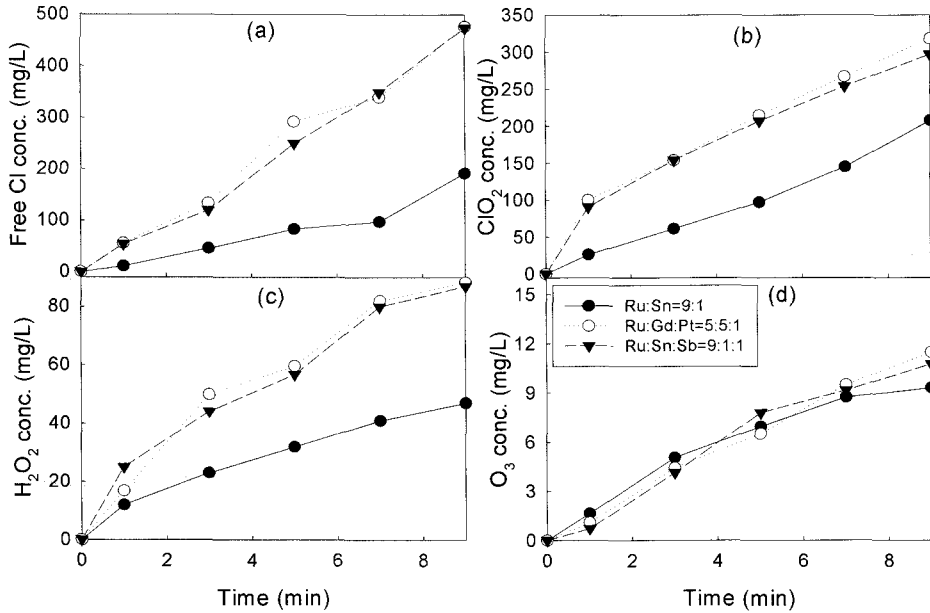 (a)
Free Cl conc. (mg/L)
500
400
300
200
100
0
(b)
ClO₂ conc. (mg/L)
350
300
250
200
150
100
50
0
(c)
H₂O₂ conc. (mg/L)
80
60
40
20
0
0 2 4 6 8
Time (min)
(d)
Ru:Sn=9:1
Ru:Gd:Pt=5:5:1
Ru:Sn:Sb=9:1:1
O₃ conc. (mg/L)
15
12
9
6
3
0
0 2 4 6 8
Time (min)